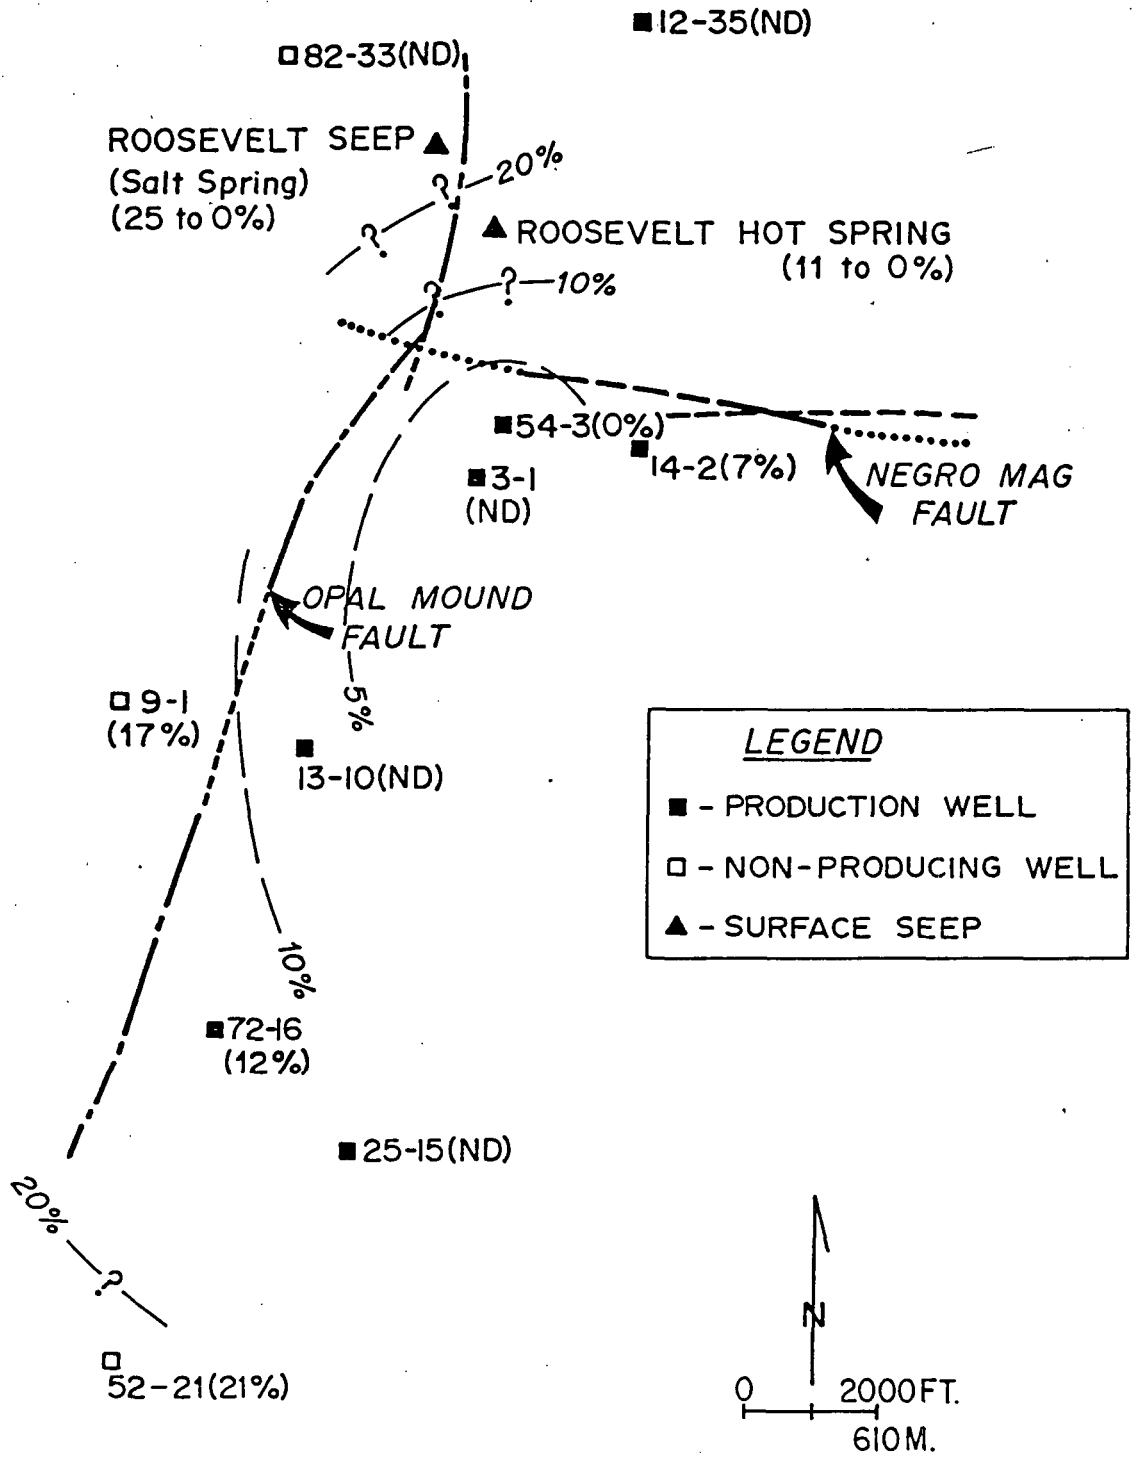 12-35(ND)
82-33(ND)
ROOSEVELT SEEP
(Salt Spring)
(25 to 0%)
?
?
20%
ROOSEVELT HOT SPRING
(11 to 0%)
?
?
10%
54-3(0%)
14-2(7%)
3-1
(ND)
NEGRO MAG
FAULT
OPAL MOUND
FAULT
5%
9-1
(17%)
13-10(ND)
LEGEND
■ - PRODUCTION WELL
□ - NON-PRODUCING WELL
▲ - SURFACE SEEP
10%
72-16
(12%)
25-15(ND)
20%
?
52-21(21%)
N
0 2000FT.
610M.